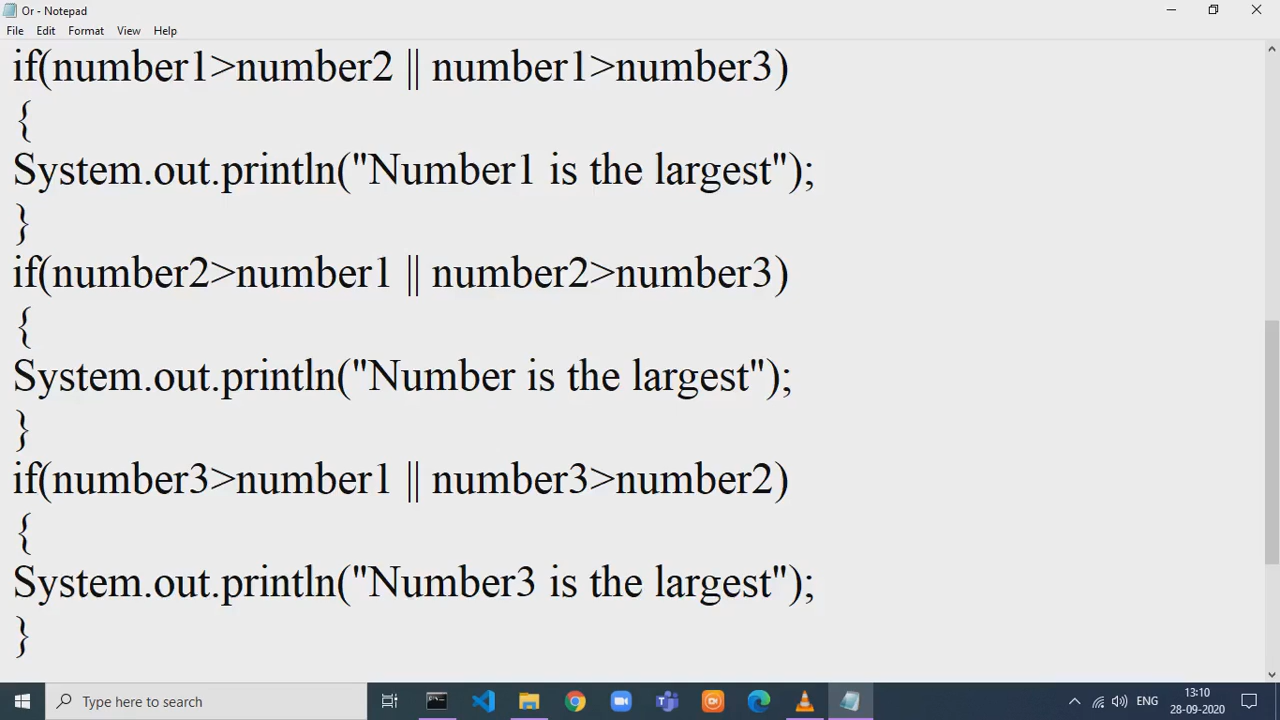 Or - Notepad
File Edit Format View Help
if(number1>number2 || number1>number3)
{
System.out.println("Number1 is the largest");
}
if(number2>number1 || number2>number3)
{
System.out.println("Number is the largest");
}
if(number3>number1 || number3>number2)
{
System.out.println("Number3 is the largest");
}
Type here to search
ENG
13:10
28-09-2020